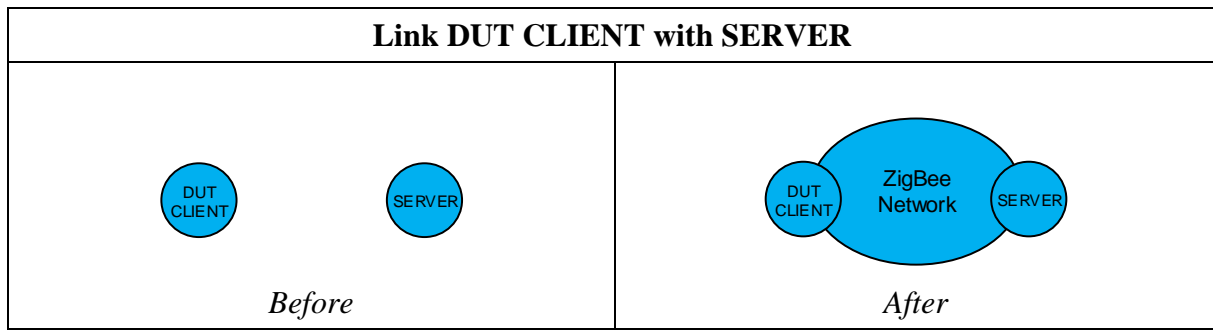 Link DUT CLIENT with SERVER
DUT
CLIENT
SERVER
Before
DUT
CLIENT
ZigBee
Network
SERVER
After